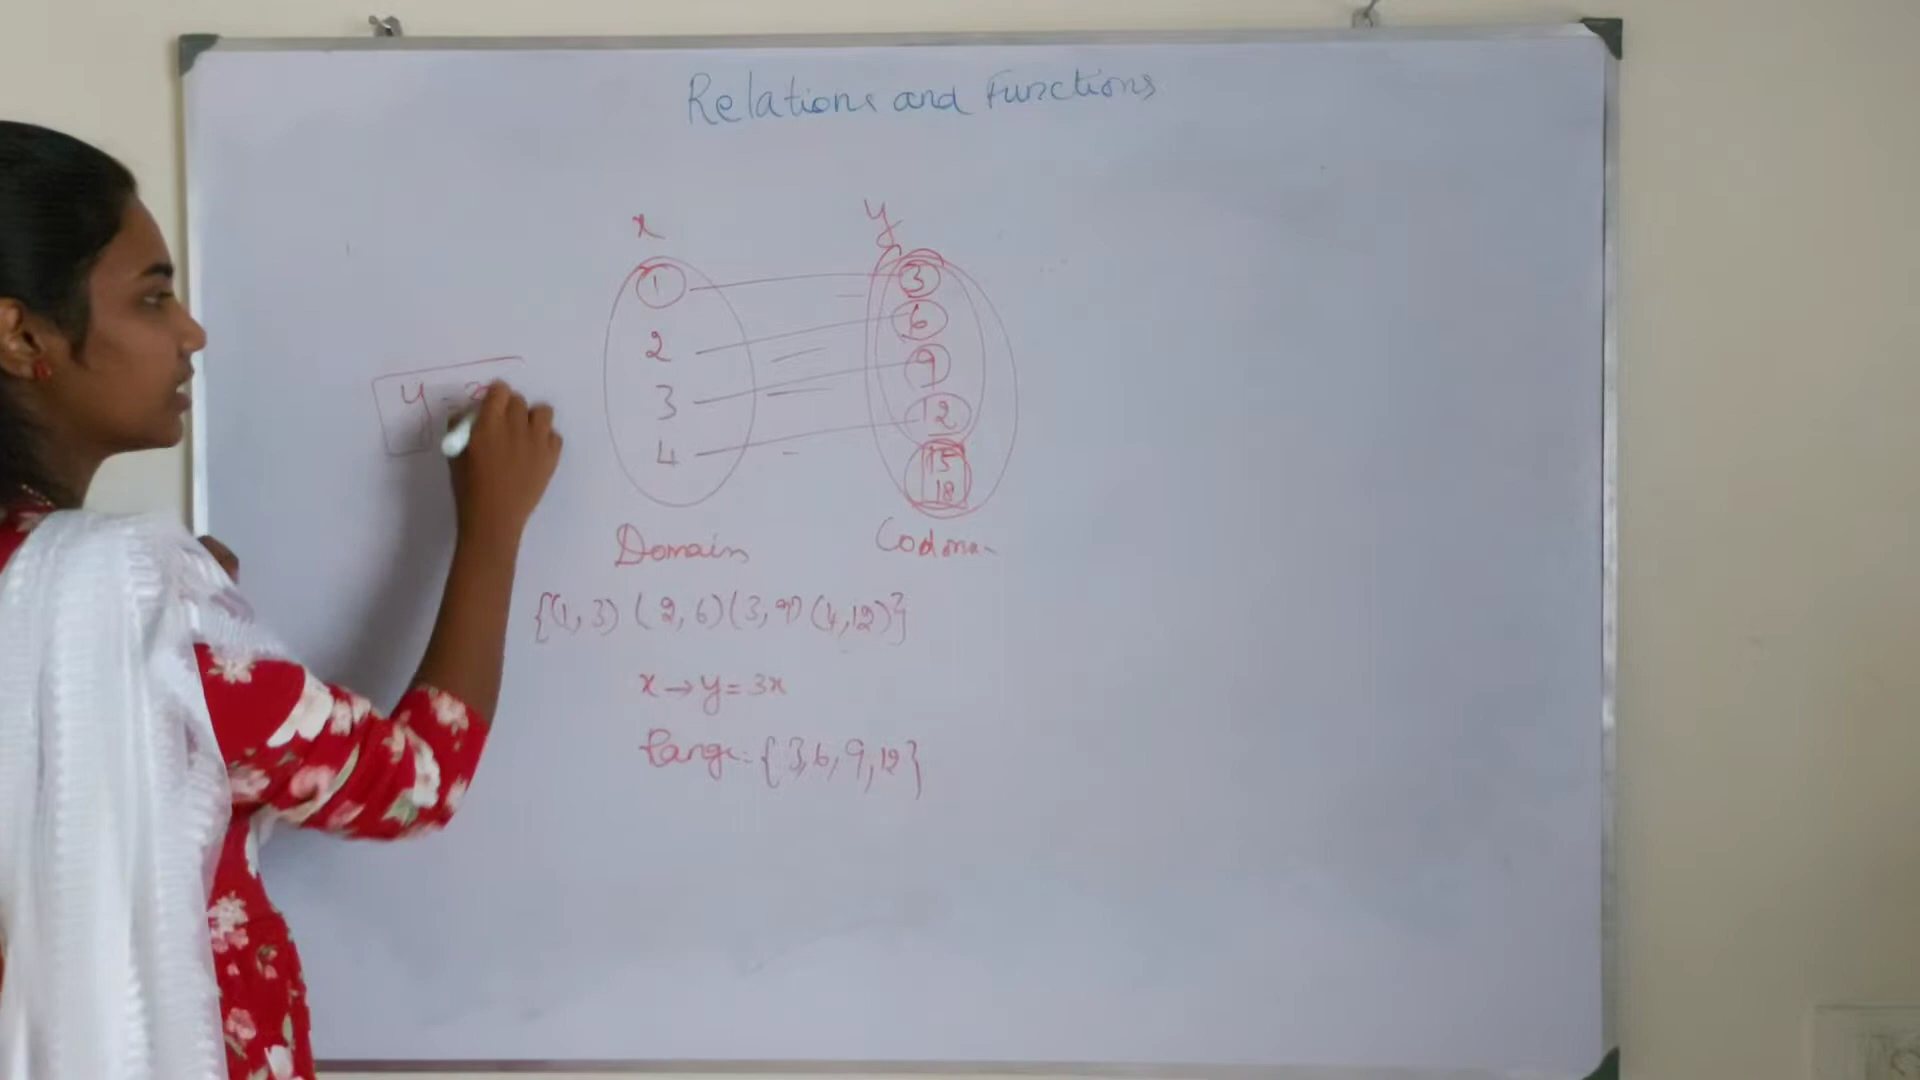 Relations and Functions
x y
1 3
2 6
3 9
4 12
15
18
y =
Domain Codomain
{(1,3) (2,6) (3,9) (4,12)}
x → y = 3x
Range = {3,6,9,12}